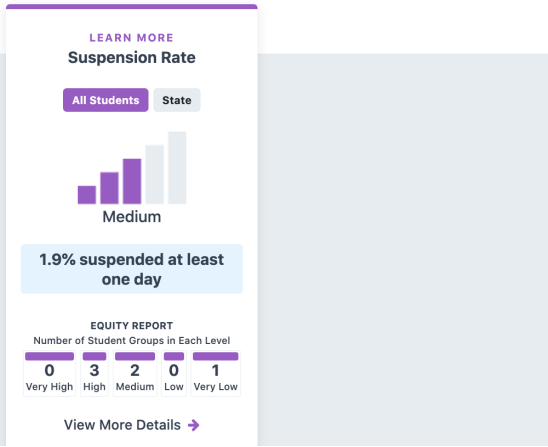 LEARN MORE
Suspension Rate
All Students State
Medium
1.9% suspended at least
one day
EQUITY REPORT
Number of Student Groups in Each Level
0 3 2 0 1
Very High High Medium Low Very Low
View More Details